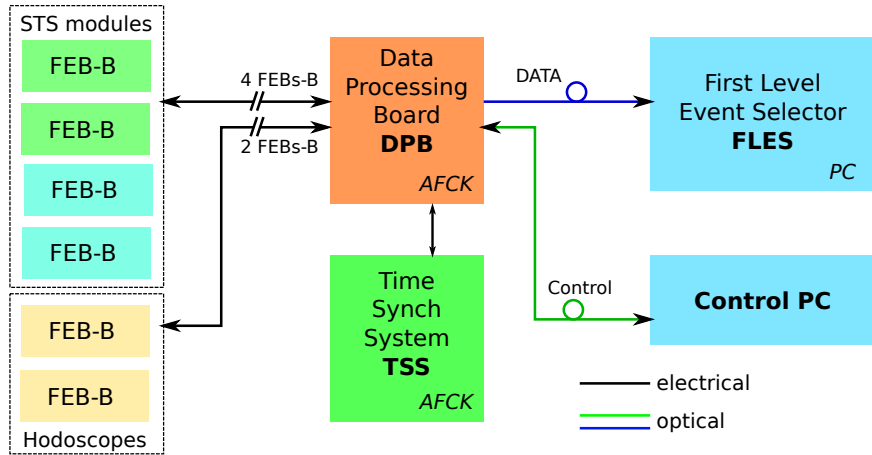 STS modules
FEB-B
FEB-B
FEB-B
FEB-B
FEB-B
FEB-B
Hodoscopes
4 FEBs-B
2 FEBs-B
Data
Processing
Board
DPB
AFCK
Time
Synch
System
TSS
AFCK
DATA
Control
First Level
Event Selector
FLES
PC
Control PC
electrical
optical